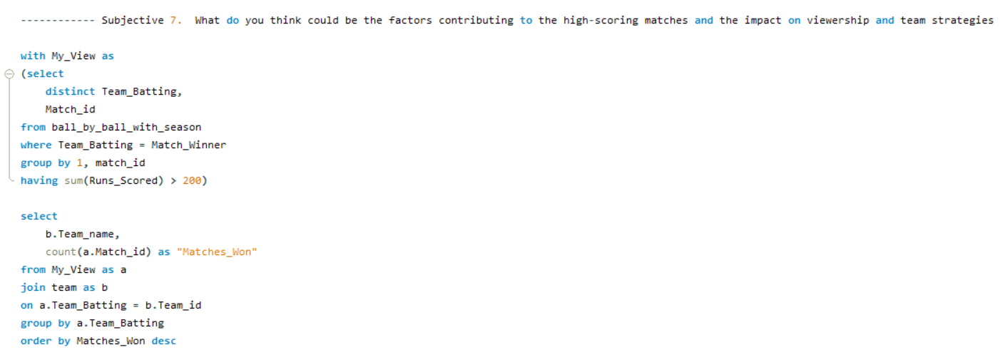 ------------ Subjective 7.  What do you think could be the factors contributing to the high-scoring matches and the impact on viewership and team strategies
with My_View as
(select
distinct Team_Batting,
Match_id
from ball_by_ball_with_season
where Team_Batting = Match_Winner
group by 1, match_id
having sum(Runs_Scored) > 200)
select
b.Team_name,
count(a.Match_id) as "Matches_Won"
from My_View as a
join team as b
on a.Team_Batting = b.Team_id
group by a.Team_Batting
order by Matches_Won desc